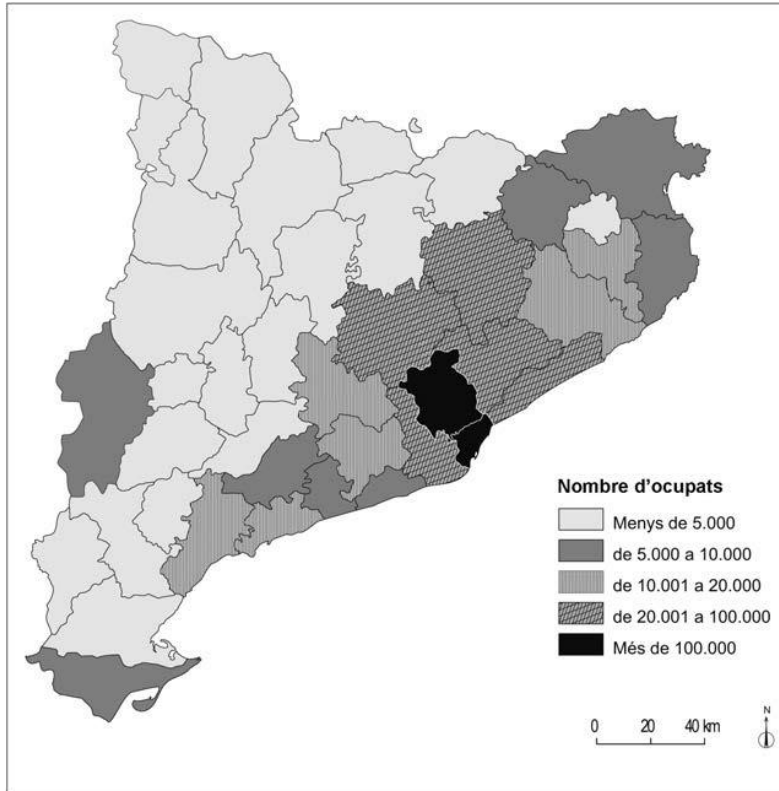 Nombre d'ocupats
Menys de 5.000
de 5.000 a 10.000
de 10.001 a 20.000
de 20.001 a 100.000
Més de 100.000
0 20 40 km
N